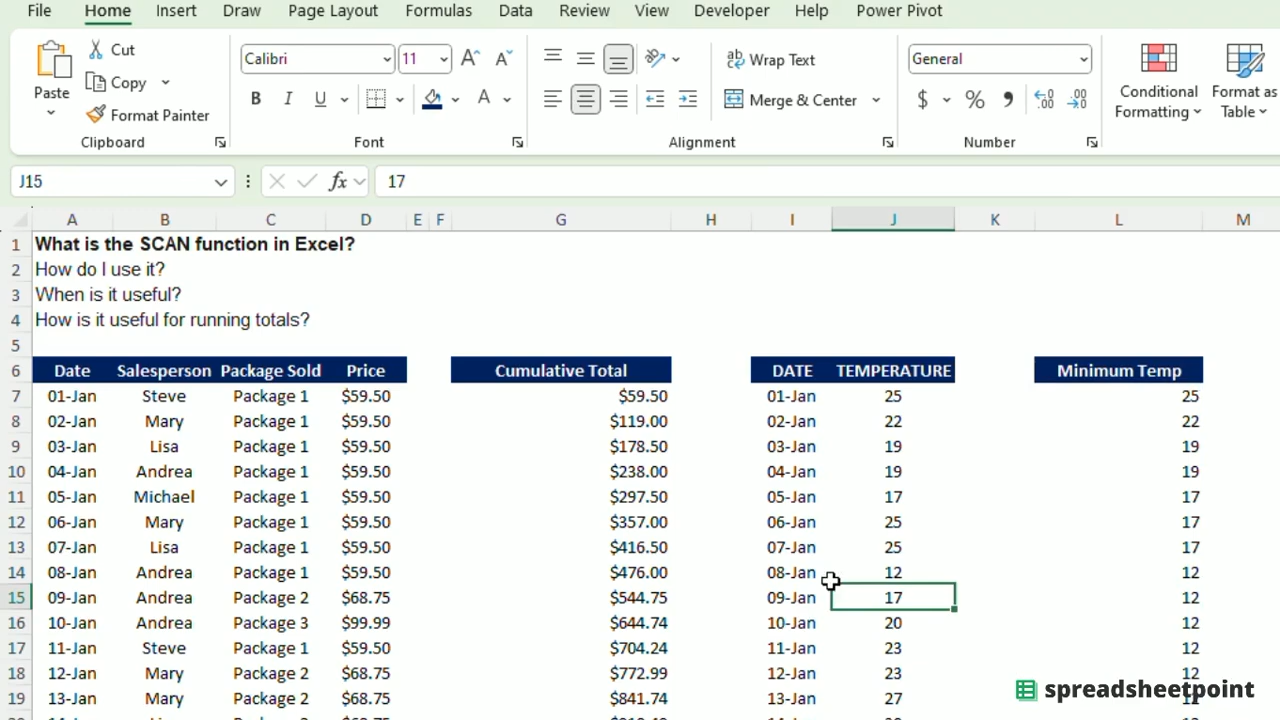 File Home Insert Draw Page Layout Formulas Data Review View Developer Help Power Pivot
Paste Cut Copy Format Painter Clipboard
Calibri 11 B I U A Font
Wrap Text Merge & Center Alignment
General $ % Number
Conditional Formatting Format as Table
J15 fx 17
A B C D E F G H I J K L M
1 What is the SCAN function in Excel?
2 How do I use it?
3 When is it useful?
4 How is it useful for running totals?
5
6 Date Salesperson Package Sold Price Cumulative Total DATE TEMPERATURE Minimum Temp
7 01-Jan Steve Package 1 $59.50 $59.50 01-Jan 25 25
8 02-Jan Mary Package 1 $59.50 $119.00 02-Jan 22 22
9 03-Jan Lisa Package 1 $59.50 $178.50 03-Jan 19 19
10 04-Jan Andrea Package 1 $59.50 $238.00 04-Jan 19 19
11 05-Jan Michael Package 1 $59.50 $297.50 05-Jan 17 17
12 06-Jan Mary Package 1 $59.50 $357.00 06-Jan 25 17
13 07-Jan Lisa Package 1 $59.50 $416.50 07-Jan 25 17
14 08-Jan Andrea Package 1 $59.50 $476.00 08-Jan 12 12
15 09-Jan Andrea Package 2 $68.75 $544.75 09-Jan 17 12
16 10-Jan Andrea Package 3 $99.99 $644.74 10-Jan 20 12
17 11-Jan Steve Package 1 $59.50 $704.24 11-Jan 23 12
18 12-Jan Mary Package 2 $68.75 $772.99 12-Jan 23 12
19 13-Jan Mary Package 2 $68.75 $841.74 13-Jan 27
spreadsheetpoint